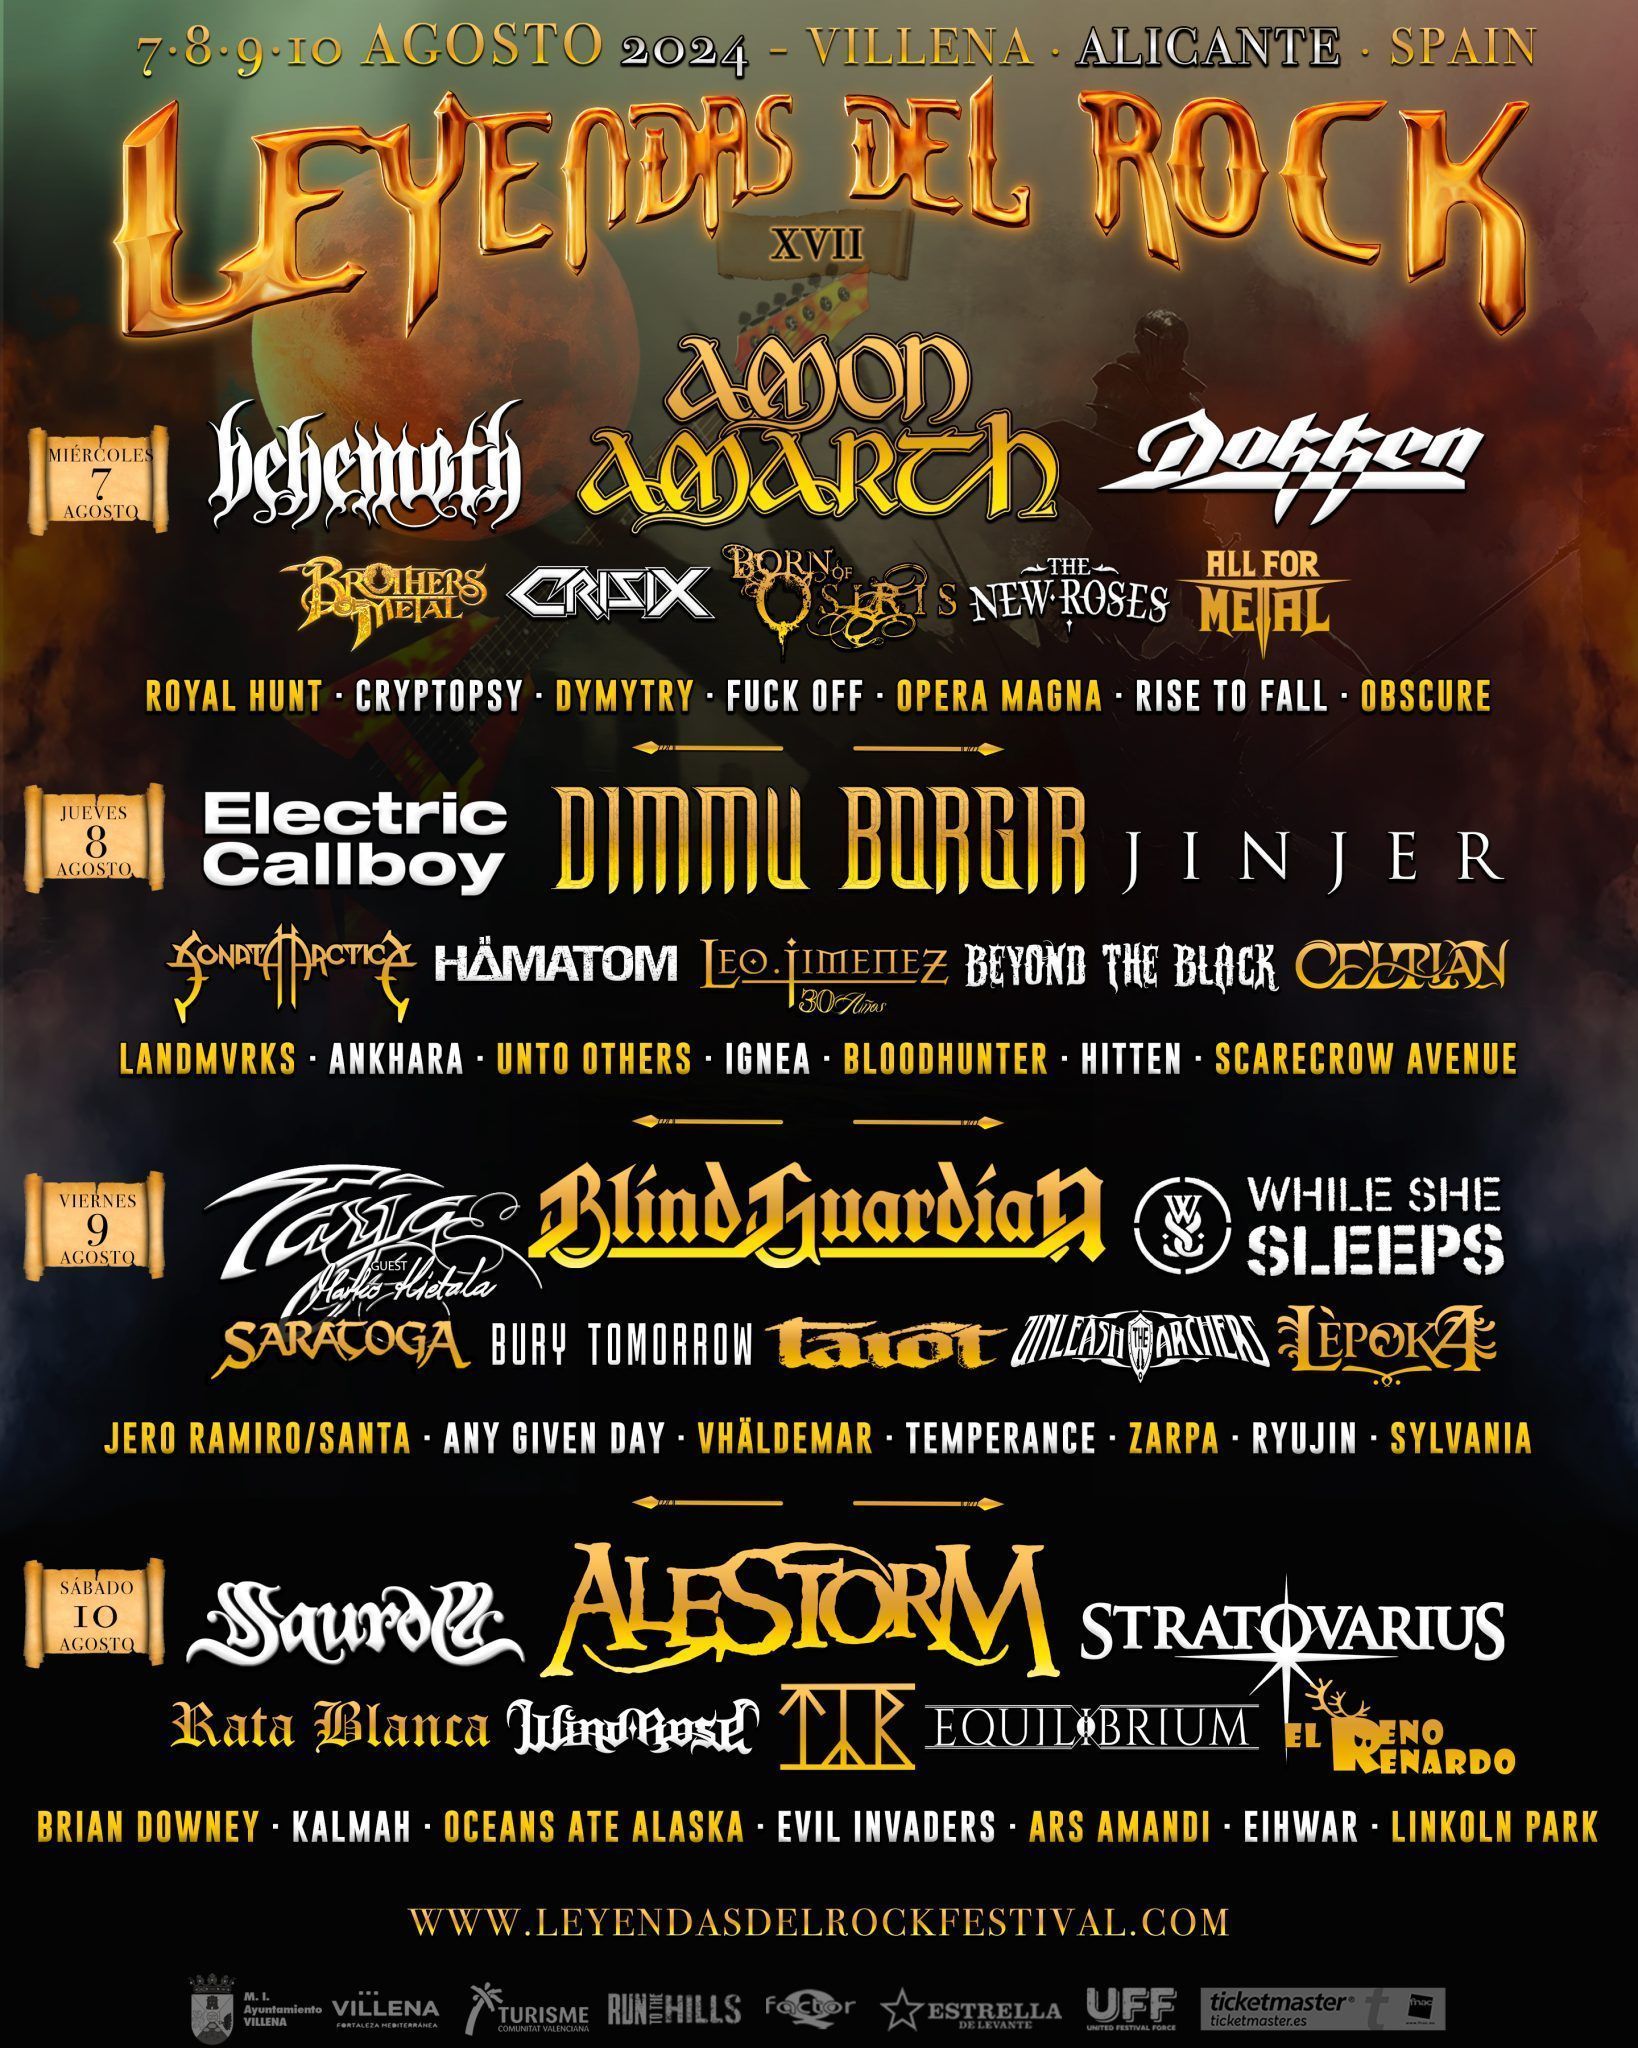 7·8·9·10 AGOSTO 2024 - VILLENA · ALICANTE · SPAIN
LEYENDAS DEL ROCK
XVII
MIÉRCOLES
7
AGOSTO
behemoth
AMON
AMARTH
Dokken
BROTHERS
OF METAL
CRISIX
BORN OF
OSIRIS
THE
NEW ROSES
ALL FOR
METAL
ROYAL HUNT · CRYPTOPSY · DYMYTRY · FUCK OFF · OPERA MAGNA · RISE TO FALL · OBSCURE
JUEVES
8
AGOSTO
Electric
Callboy
DIMMU BORGIR
JINJER
SONATA ARCTICA
HÄMATOM
LEO.JIMENEZ
30 Años
BEYOND THE BLACK
CELTIAN
LANDMVRKS · ANKHARA · UNTO OTHERS · IGNEA · BLOODHUNTER · HITTEN · SCARECROW AVENUE
VIERNES
9
AGOSTO
Tarja
GUEST
Marko Hietala
Blind Guardian
WHILE SHE
SLEEPS
SARATOGA
BURY TOMORROW
tarot
UNLEASH THE ARCHERS
LÈPOKA
JERO RAMIRO/SANTA · ANY GIVEN DAY · VHÄLDEMAR · TEMPERANCE · ZARPA · RYUJIN · SYLVANIA
SÁBADO
10
AGOSTO
Saurom
ALESTORM
STRATOVARIUS
Rata Blanca
WIND ROSE
TYR
EQUILIBRIUM
EL RENO
RENARDO
BRIAN DOWNEY · KALMAH · OCEANS ATE ALASKA · EVIL INVADERS · ARS AMANDI · EIHWAR · LINKOLN PARK
WWW.LEYENDASDELROCKFESTIVAL.COM
M. I.
Ayuntamiento
VILLENA
VILLENA
FORTALEZA MEDITERRÁNEA
TURISME
COMUNITAT VALENCIANA
RUN TO THE HILLS
Q Factor
ESTRELLA
DE LEVANTE
UFF
UNITED FESTIVAL FORCE
ticketmaster®
ticketmaster.es
t
fnac